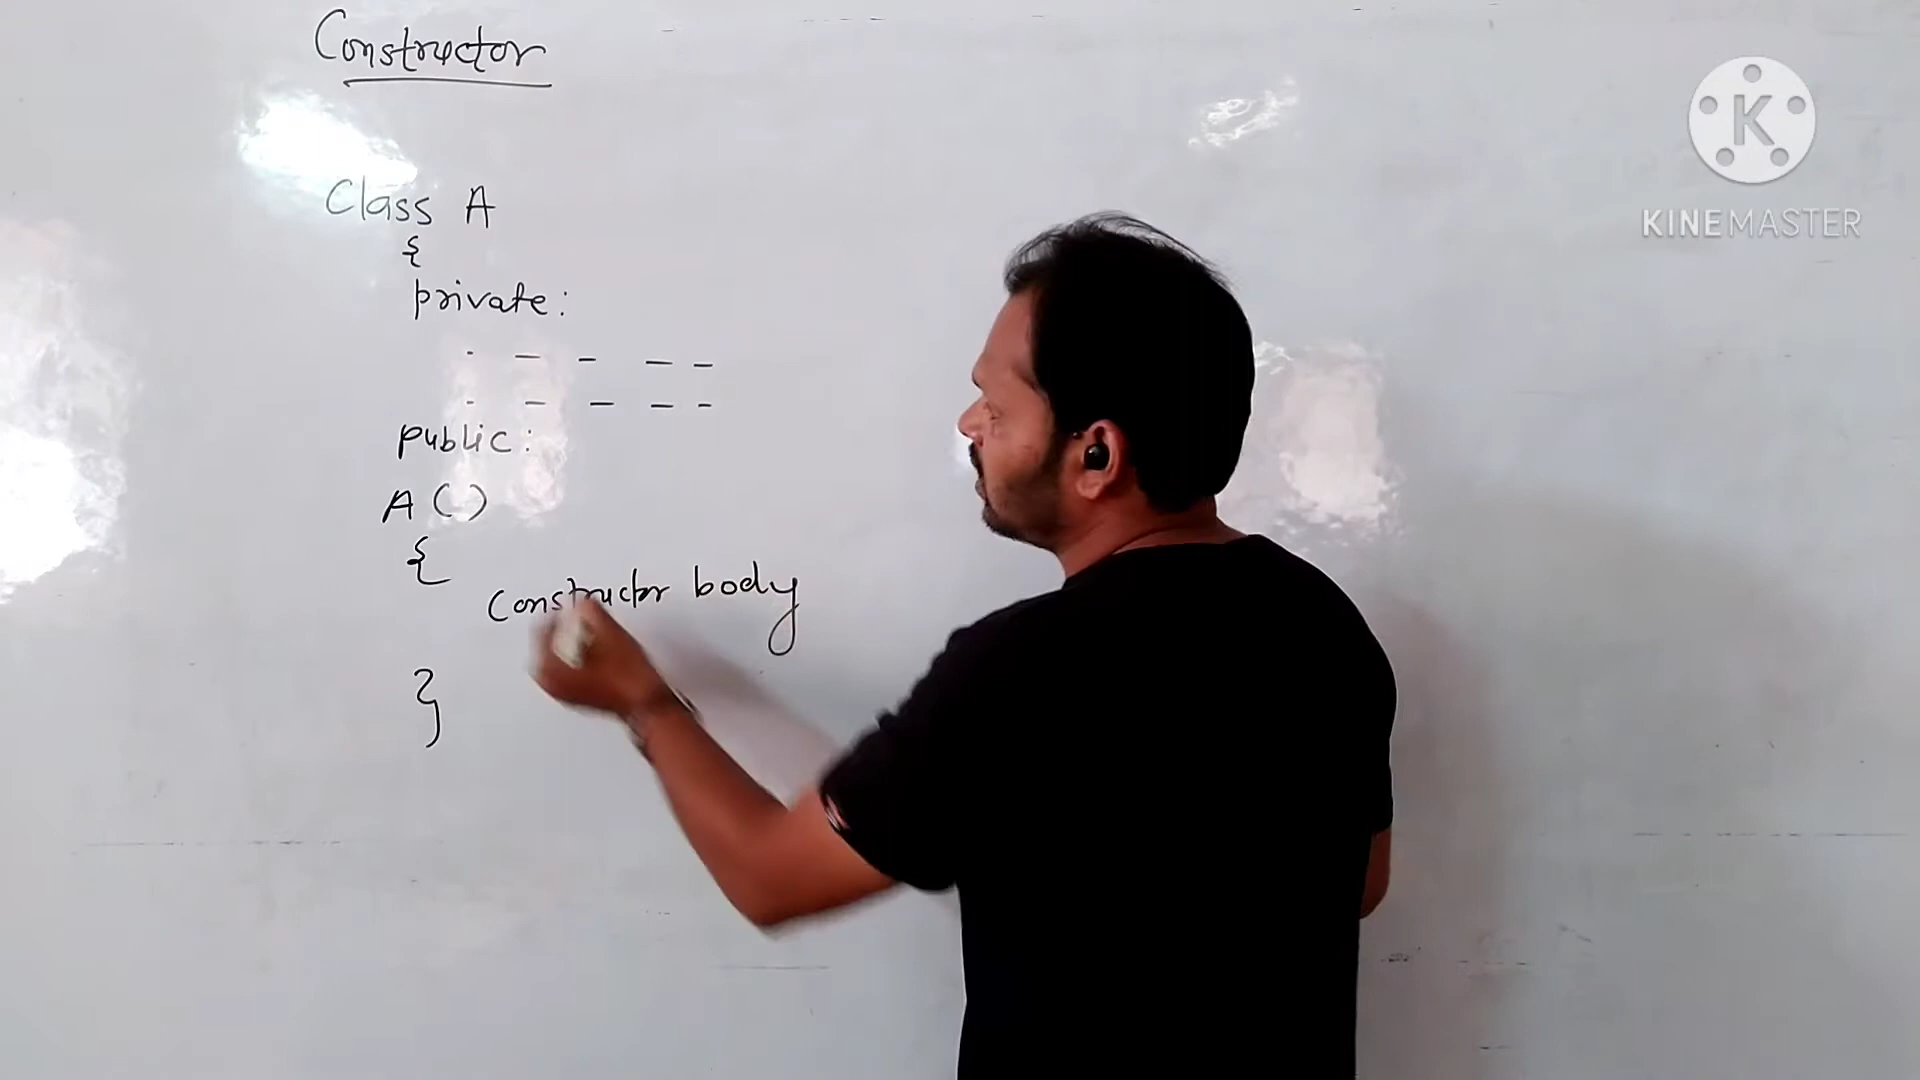 Constructor
Class A
{
private:
- - - - -
- - - - -
public:
A ( )
{
Constructor body
}
K
KINEMASTER